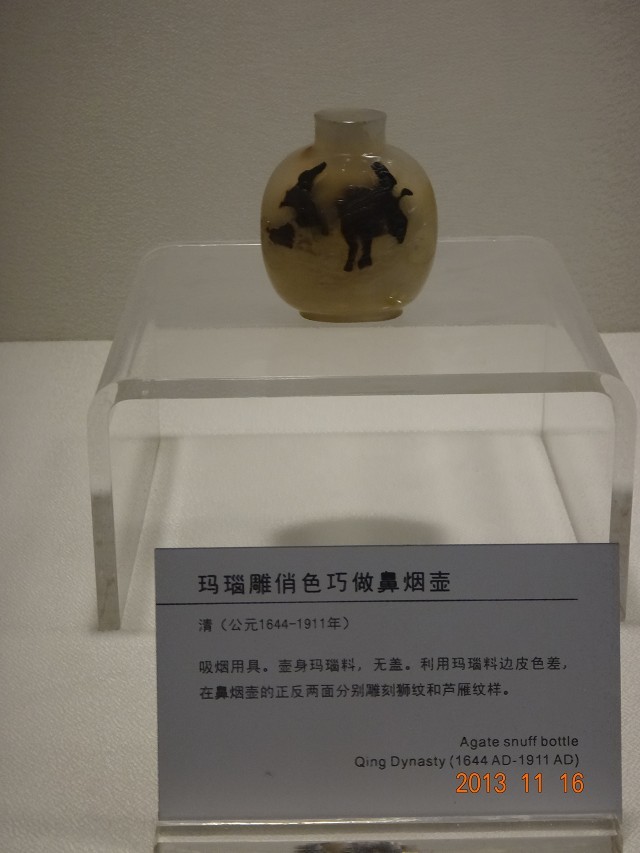 玛瑙雕俏色巧做鼻烟壶
清（公元1644-1911年）
吸烟用具。壶身玛瑙料，无盖。利用玛瑙料边皮色差，
在鼻烟壶的正反两面分别雕刻狮纹和芦雁纹样。
Agate snuff bottle
Qing Dynasty (1644 AD-1911 AD)
2013 11 16